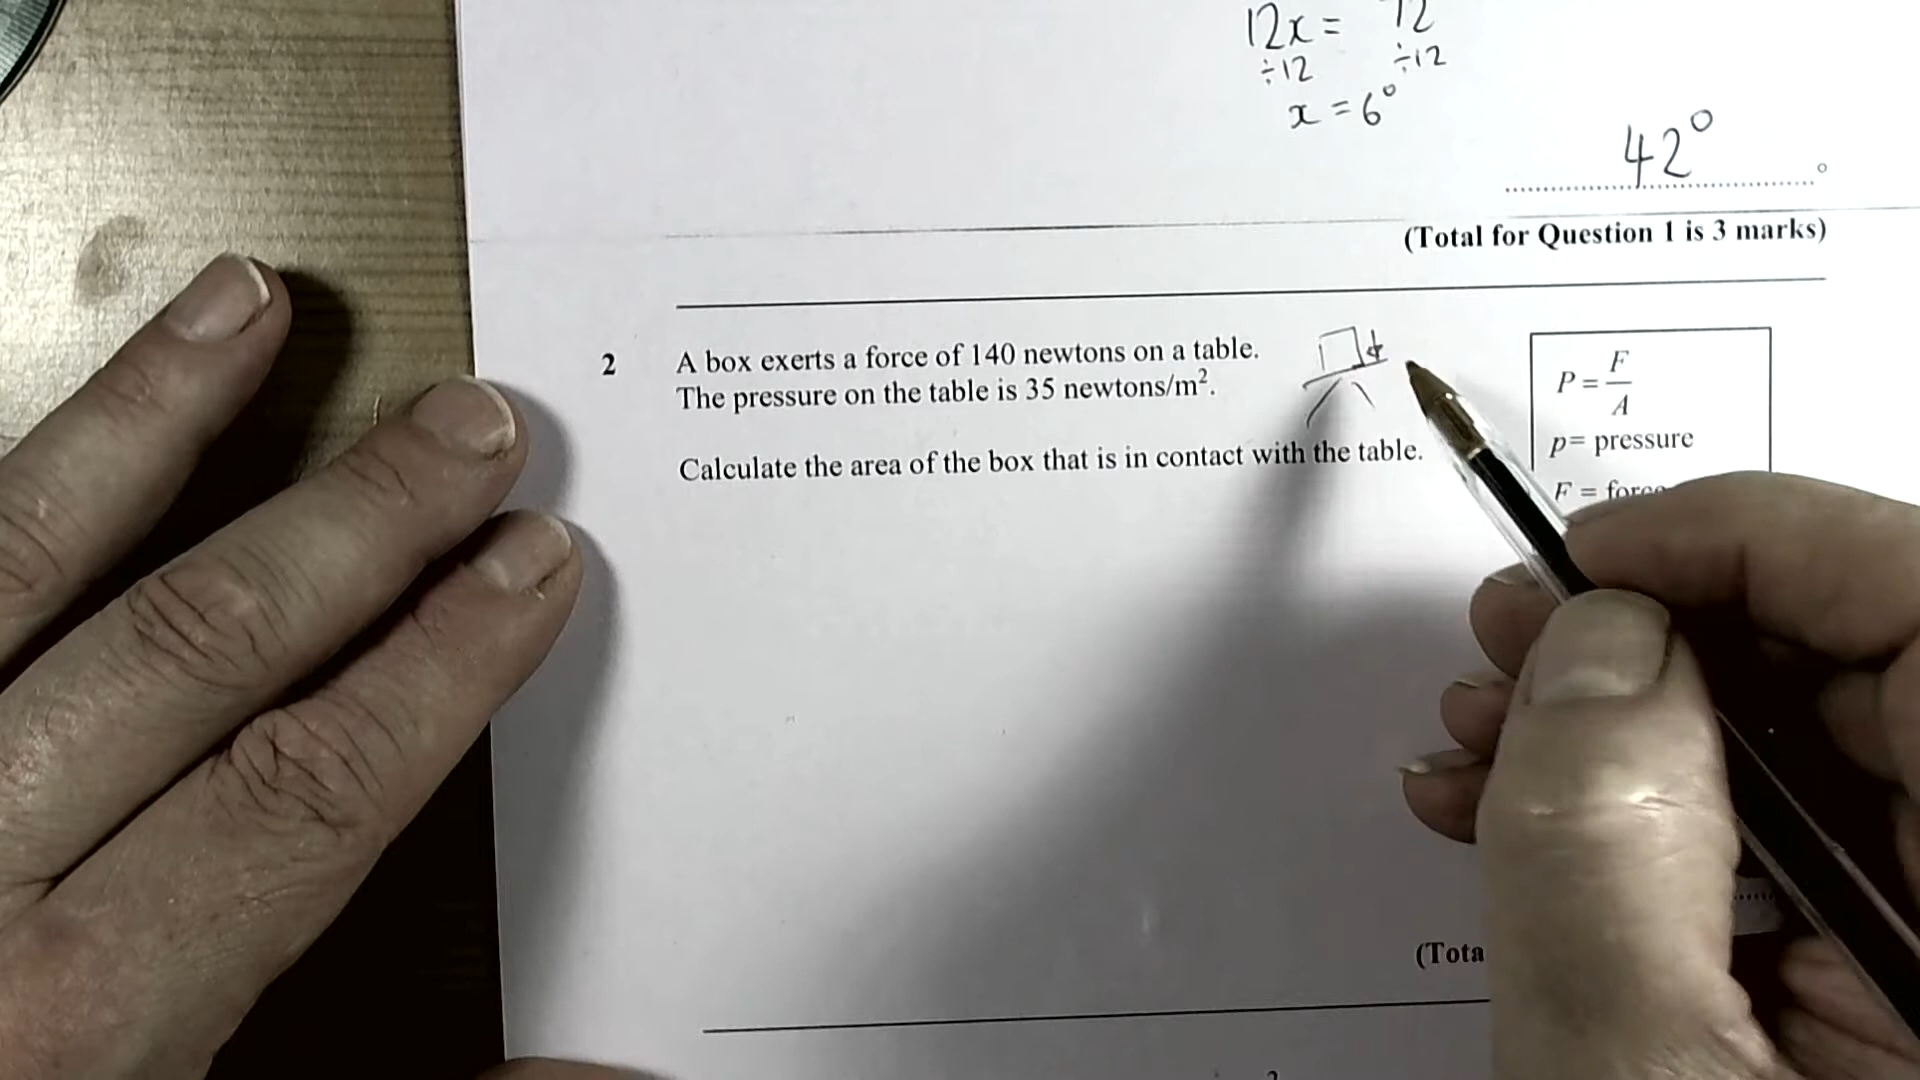 12x = 72
÷12 ÷12
x = 6°
42°
°
(Total for Question 1 is 3 marks)
2 A box exerts a force of 140 newtons on a table.
The pressure on the table is 35 newtons/m².
Calculate the area of the box that is in contact with the table.
P = F/A
p= pressure
F = force
(Tota